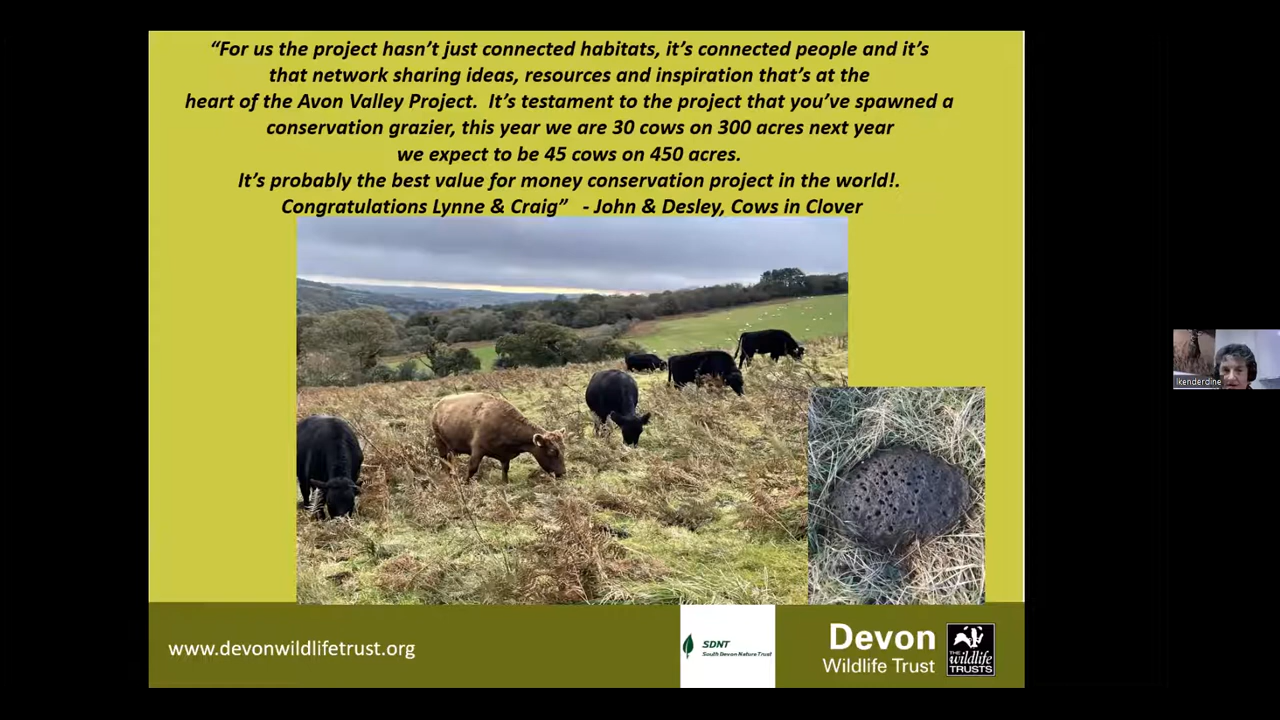 “For us the project hasn’t just connected habitats, it’s connected people and it’s
that network sharing ideas, resources and inspiration that’s at the
heart of the Avon Valley Project.  It’s testament to the project that you’ve spawned a
conservation grazier, this year we are 30 cows on 300 acres next year
we expect to be 45 cows on 450 acres.
It’s probably the best value for money conservation project in the world!.
Congratulations Lynne & Craig”   - John & Desley, Cows in Clover
lkenderdine
www.devonwildlifetrust.org
SDNT
South Devon Nature Trust
Devon
Wildlife Trust
THE
wildlife
TRUSTS